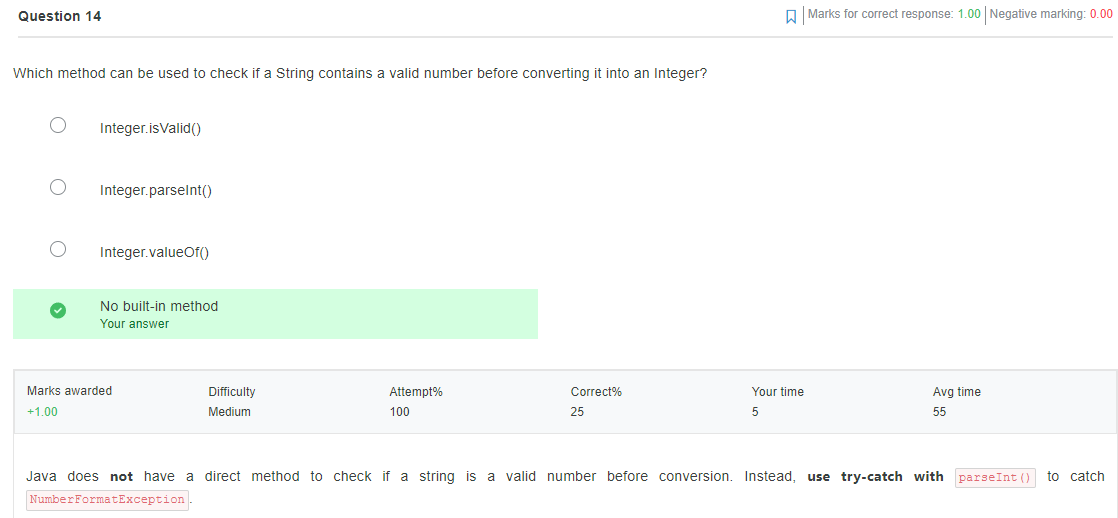 Question 14
Marks for correct response: 1.00 Negative marking: 0.00
Which method can be used to check if a String contains a valid number before converting it into an Integer?
Integer.isValid()
Integer.parseInt()
Integer.valueOf()
No built-in method
Your answer
Marks awarded Difficulty Attempt% Correct% Your time Avg time
+1.00 Medium 100 25 5 55
Java does not have a direct method to check if a string is a valid number before conversion. Instead, use try-catch with parseInt() to catch
NumberFormatException.